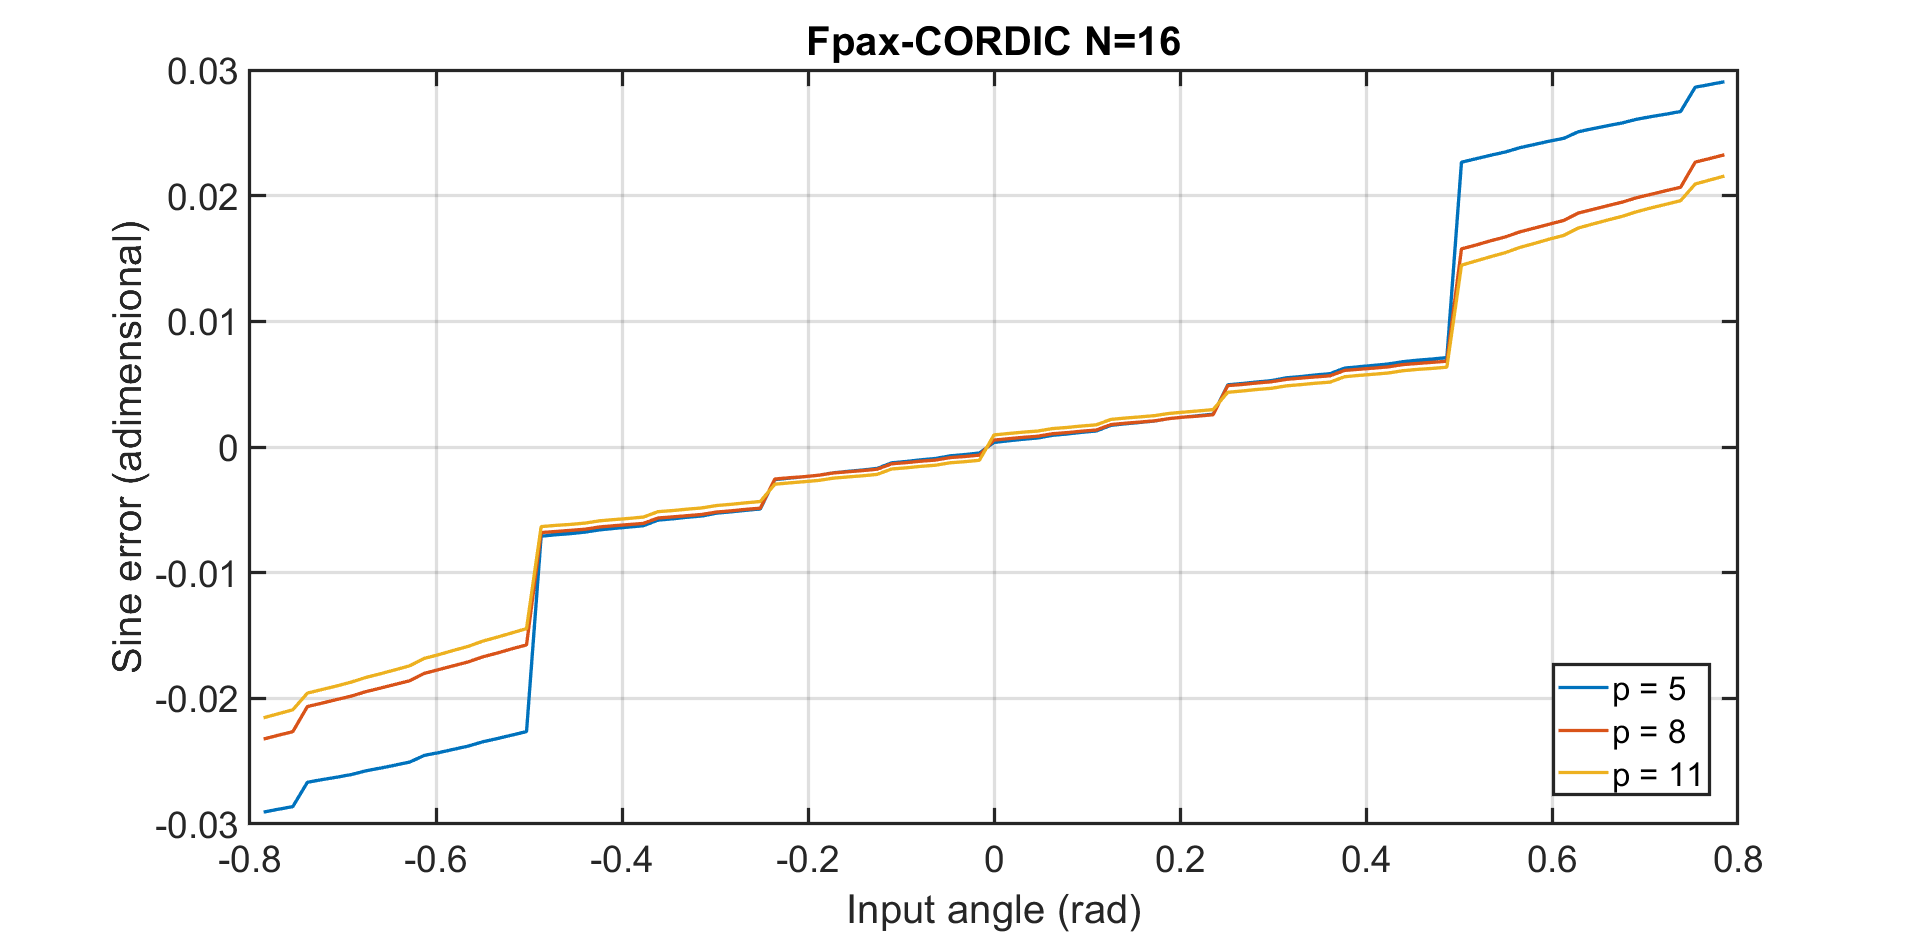 Fpax-CORDIC N=16
0.03
0.02
0.01
0
-0.01
-0.02
-0.03
Sine error (adimensional)
p = 5
p = 8
p = 11
-0.8 -0.6 -0.4 -0.2 0 0.2 0.4 0.6 0.8
Input angle (rad)